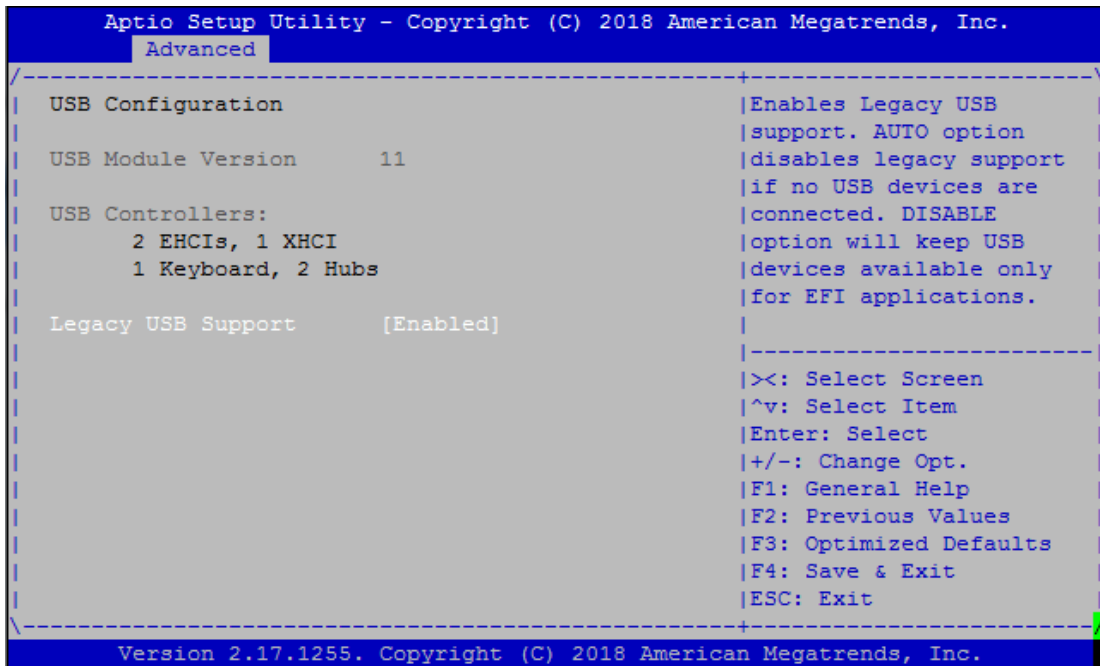 Aptio Setup Utility - Copyright (C) 2018 American Megatrends, Inc.
Advanced
/----------------------------------------------------+-------------------------\
USB Configuration |Enables Legacy USB
|support. AUTO option
USB Module Version 11 |disables legacy support
|if no USB devices are
USB Controllers: |connected. DISABLE
2 EHCIs, 1 XHCI |option will keep USB
1 Keyboard, 2 Hubs |devices available only
|for EFI applications.
Legacy USB Support [Enabled]
|-------------------------
|><: Select Screen
|^v: Select Item
|Enter: Select
|+/-: Change Opt.
|F1: General Help
|F2: Previous Values
|F3: Optimized Defaults
|F4: Save & Exit
|ESC: Exit
\----------------------------------------------------+-------------------------/
Version 2.17.1255. Copyright (C) 2018 American Megatrends, Inc.